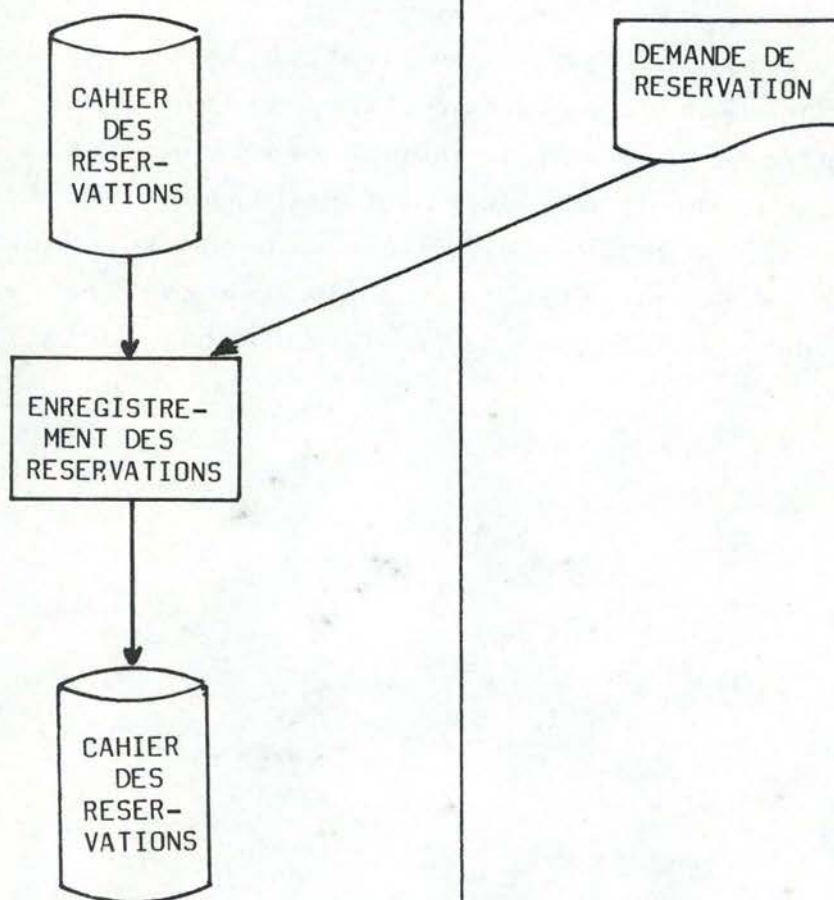 CAHIER
DES
RESER-
VATIONS
DEMANDE DE
RESERVATION
ENREGISTRE-
MENT DES
RESERVATIONS
CAHIER
DES
RESER-
VATIONS